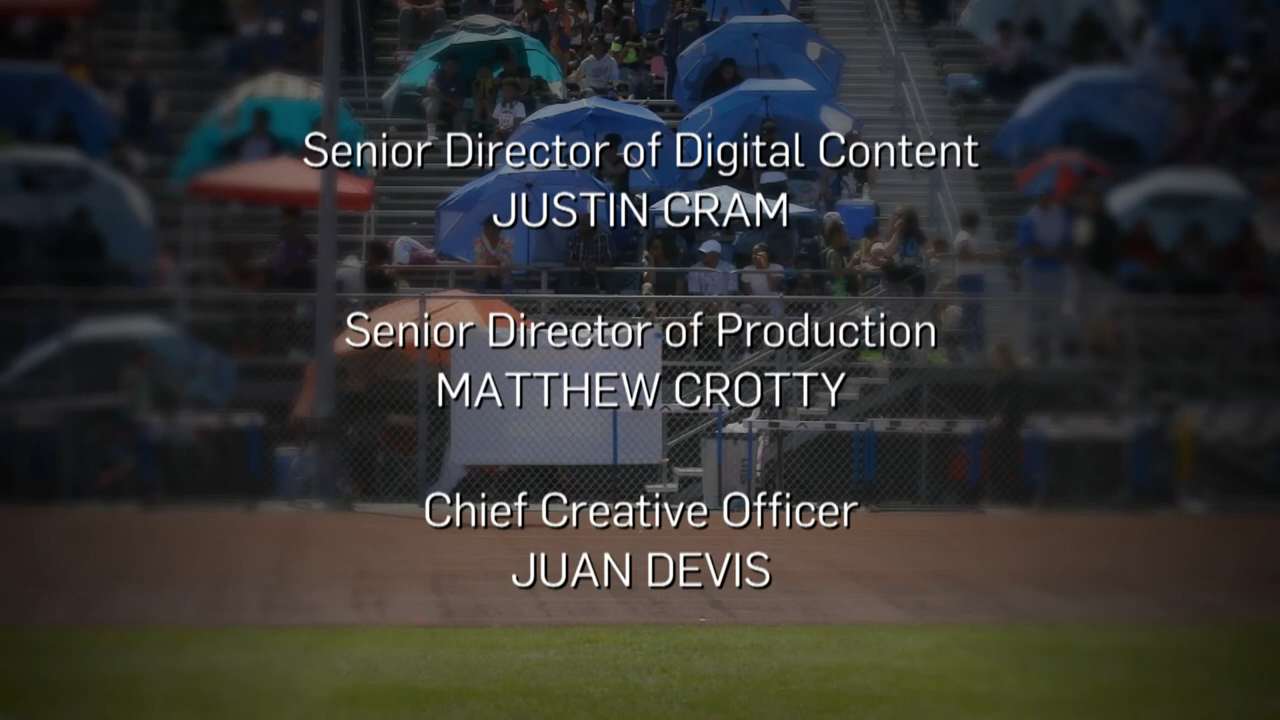 Senior Director of Digital Content
JUSTIN CRAM
Senior Director of Production
MATTHEW CROTTY
Chief Creative Officer
JUAN DEVIS